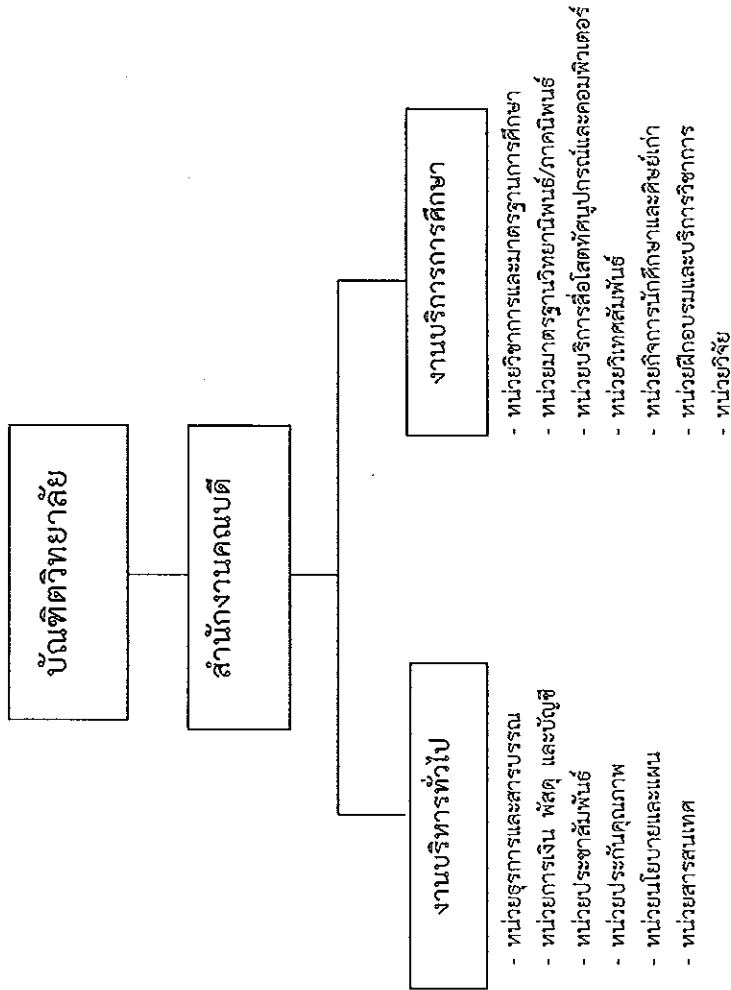 บัณฑิตวิทยาลัย
สำนักงานคณบดี
งานบริหารทั่วไป
- หน่วยธุรการและสารบรรณ
- หน่วยการเงิน พัสดุ และบัญชี
- หน่วยประชาสัมพันธ์
- หน่วยประกันคุณภาพ
- หน่วยนโยบายและแผน
- หน่วยสารสนเทศ
งานบริการการศึกษา
- หน่วยวิชาการและมาตรฐานการศึกษา
- หน่วยมาตรฐานวิทยานิพนธ์/ภาคนิพนธ์
- หน่วยบริการสื่อโสตทัศนูปกรณ์และคอมพิวเตอร์
- หน่วยวิเทศสัมพันธ์
- หน่วยกิจการนักศึกษาและศิษย์เก่า
- หน่วยฝึกอบรมและบริการวิชาการ
- หน่วยวิจัย